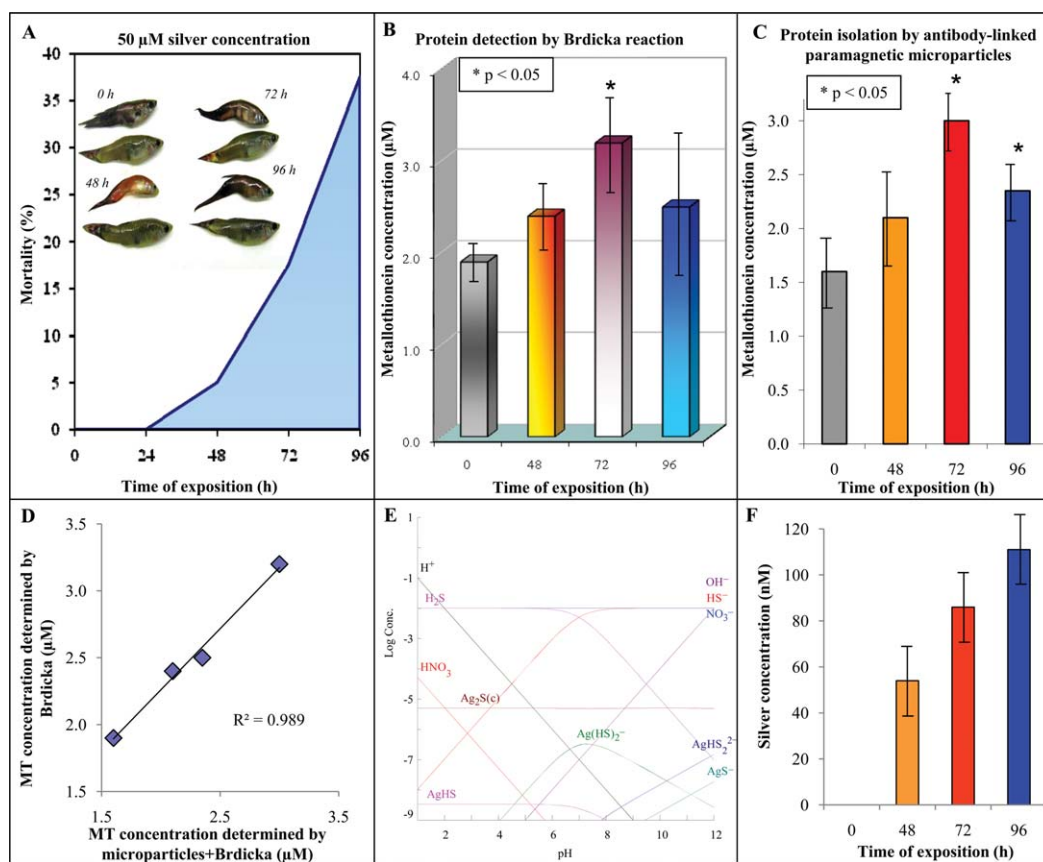 A
50 µM silver concentration
40
35
30
25
20
15
10
5
0
Mortality (%)
0 h
72 h
48 h
96 h
0 24 48 72 96
Time of exposition (h)
B
Protein detection by Brdicka reaction
* p < 0.05
4.0
3.0
2.0
1.0
0.0
Metallothionein concentration (µM)
*
0 48 72 96
Time of exposition (h)
C
Protein isolation by antibody-linked
paramagnetic microparticles
* p < 0.05
3.0
2.5
2.0
1.5
1.0
0.5
0.0
Metallothionein concentration (µM)
*
*
0 48 72 96
Time of exposition (h)
D
3.5
3.0
2.5
2.0
1.5
MT concentration determined by
Brdicka (µM)
R² = 0.989
1.5 2.5 3.5
MT concentration determined by
microparticles+Brdicka (µM)
E
1
-1
-3
-5
-7
-9
Log Conc.
H⁺
H₂S
HNO₃
Ag₂S(c)
Ag(HS)₂⁻
AgHS
OH⁻
HS⁻
NO₃⁻
AgHS₂²⁻
AgS⁻
2 4 6 8 10 12
pH
F
120
100
80
60
40
20
0
Silver concentration (nM)
0 48 72 96
Time of exposition (h)